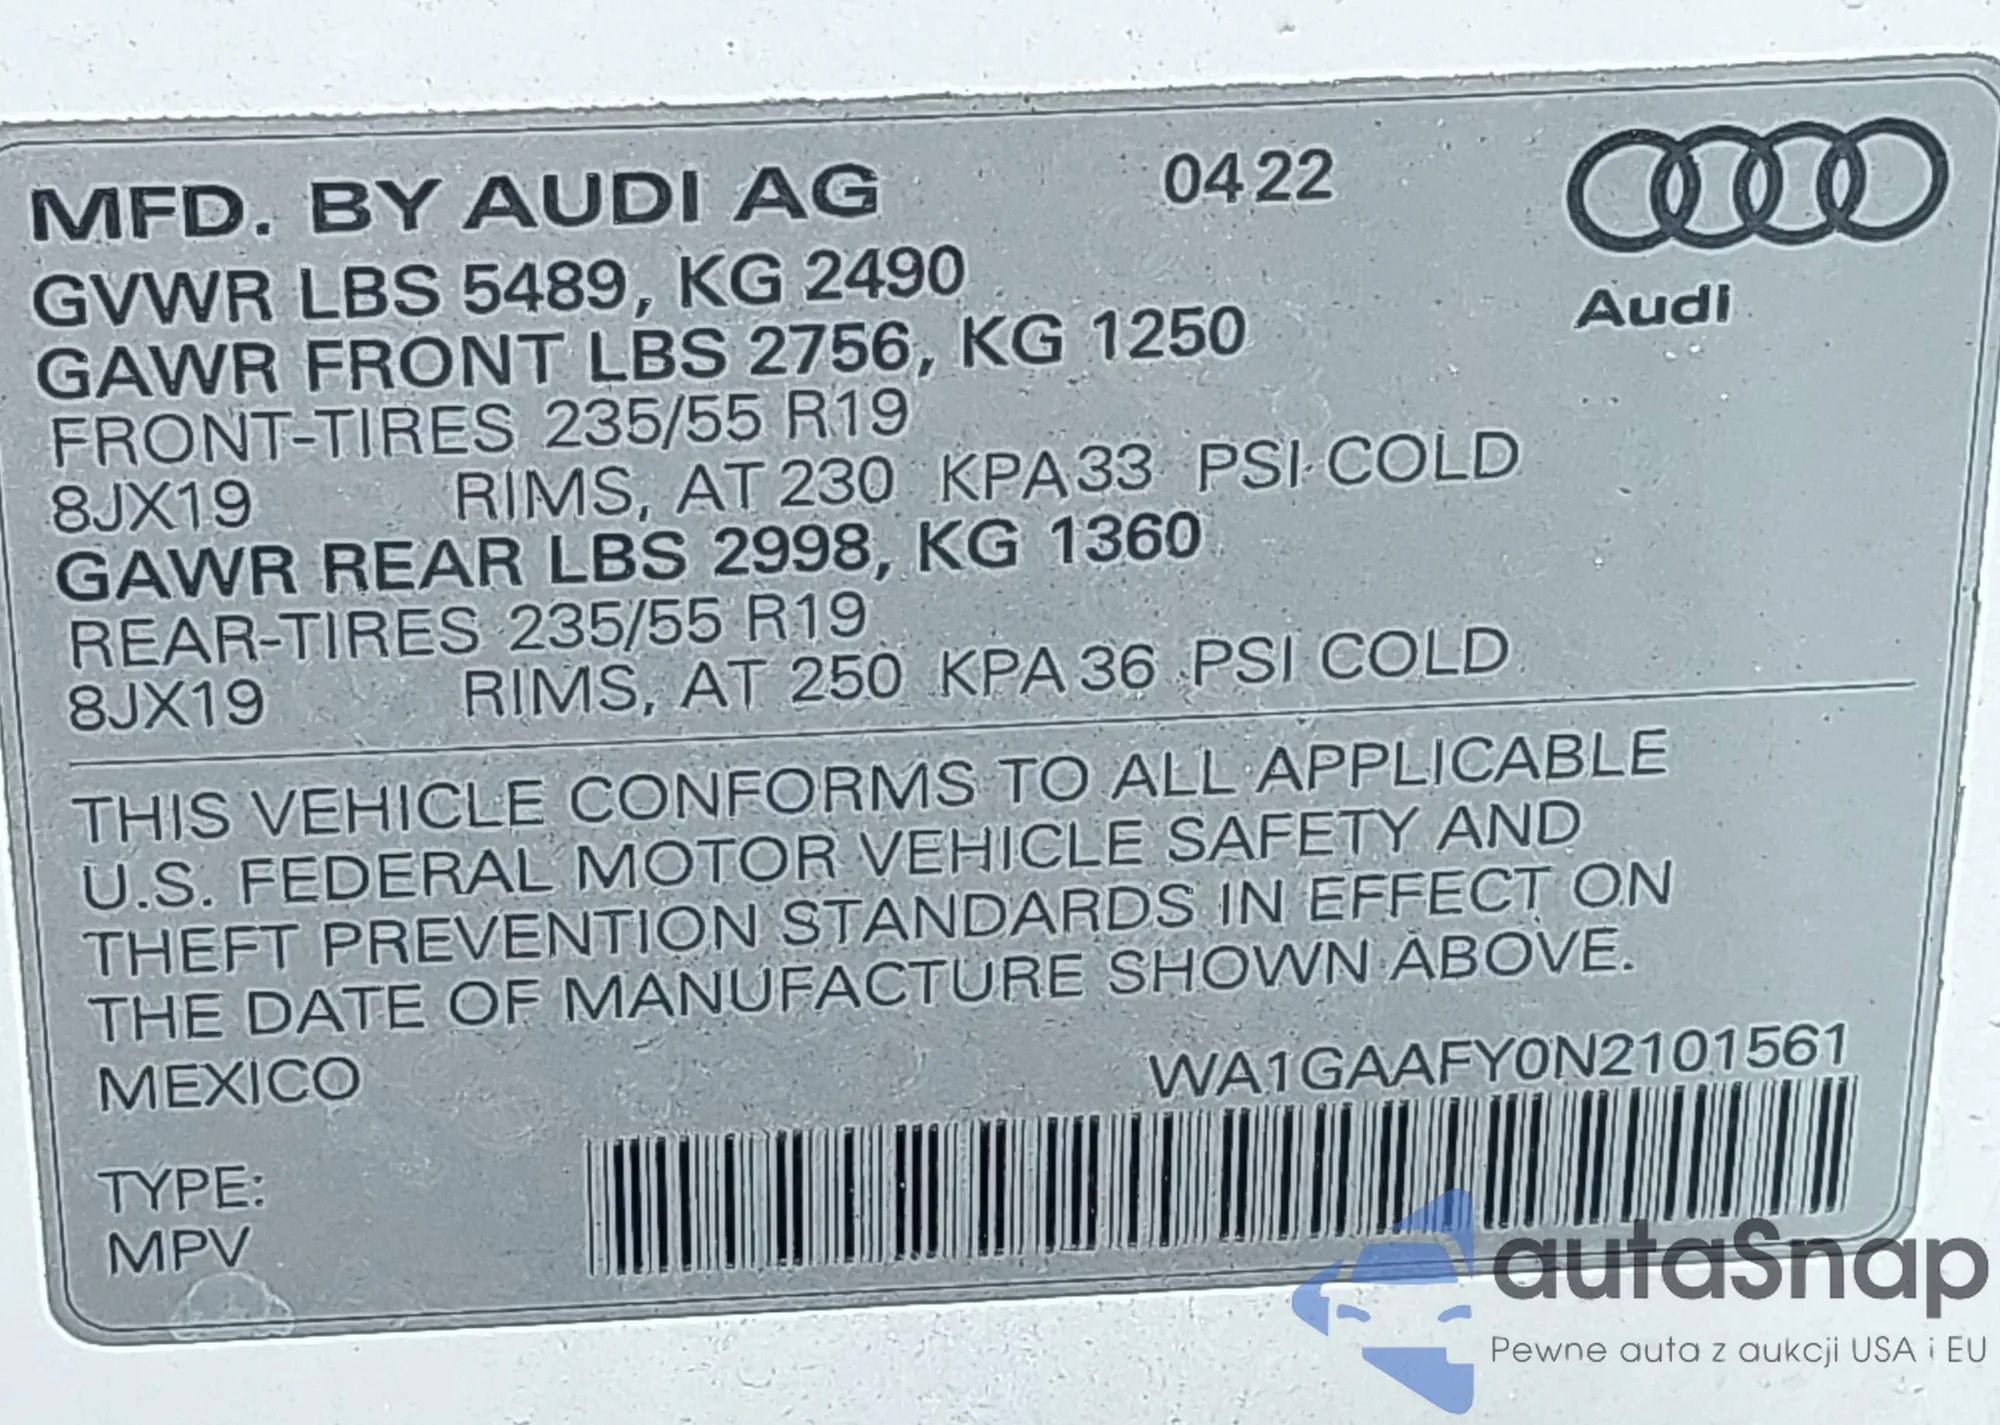 MFD. BY AUDI AG 0422
Audi
GVWR LBS 5489, KG 2490
GAWR FRONT LBS 2756, KG 1250
FRONT-TIRES 235/55 R19
8JX19 RIMS, AT 230 KPA 33 PSI COLD
GAWR REAR LBS 2998, KG 1360
REAR-TIRES 235/55 R19
8JX19 RIMS, AT 250 KPA 36 PSI COLD
THIS VEHICLE CONFORMS TO ALL APPLICABLE
U.S. FEDERAL MOTOR VEHICLE SAFETY AND
THEFT PREVENTION STANDARDS IN EFFECT ON
THE DATE OF MANUFACTURE SHOWN ABOVE.
MEXICO WA1GAAFY0N2101561
TYPE:
MPV
autaSnap
Pewne auta z aukcji USA i EU